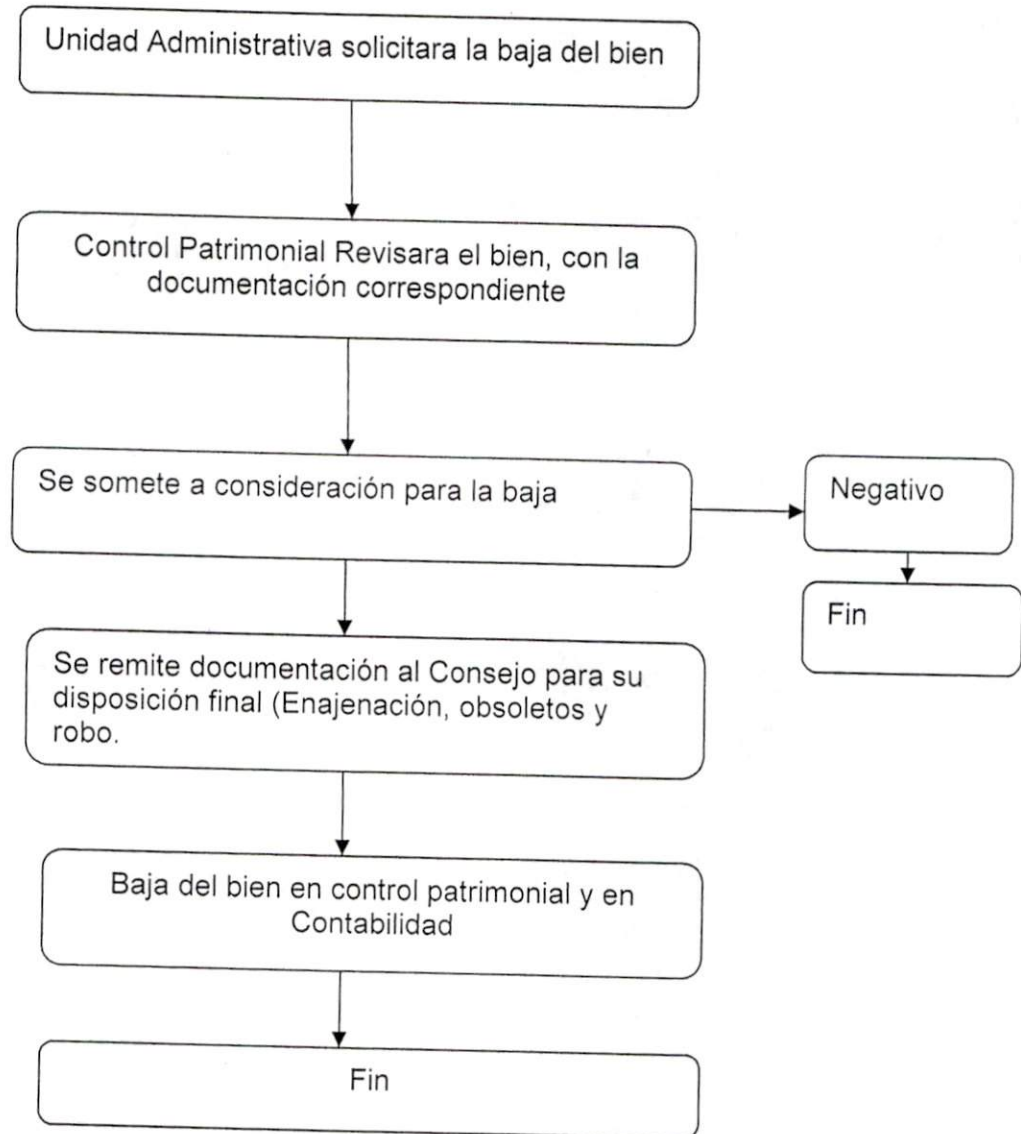 Unidad Administrativa solicitara la baja del bien
Control Patrimonial Revisara el bien, con la
documentación correspondiente
Se somete a consideración para la baja
Negativo
Fin
Se remite documentación al Consejo para su
disposición final (Enajenación, obsoletos y
robo.
Baja del bien en control patrimonial y en
Contabilidad
Fin